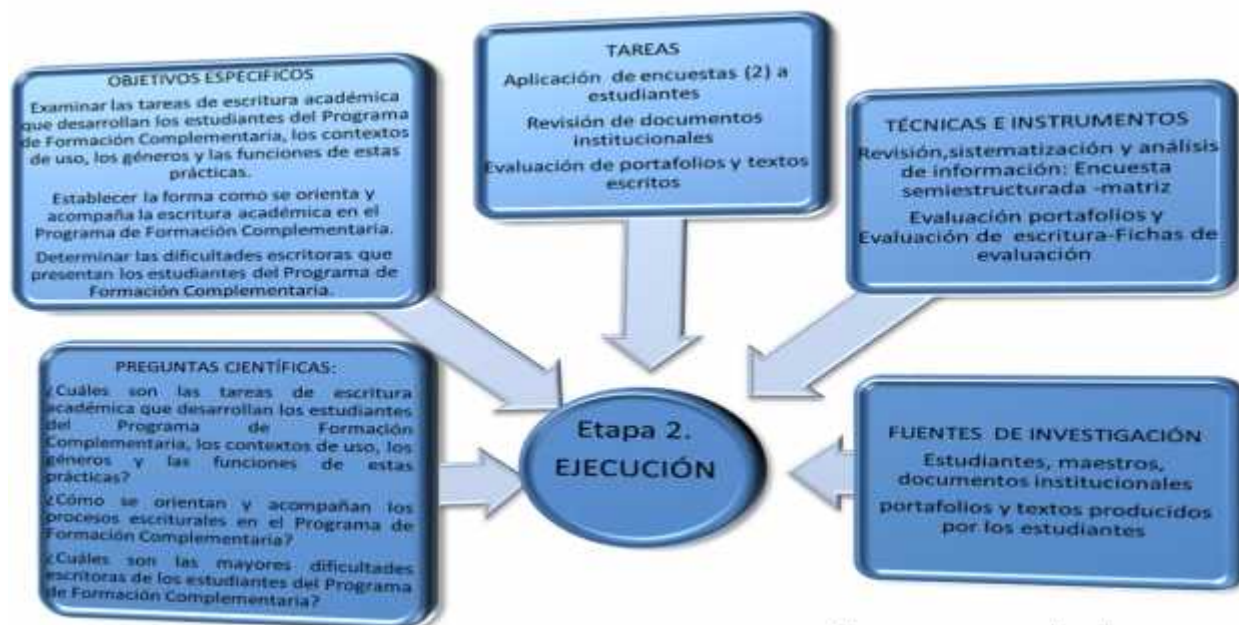 OBJETIVOS ESPECÍFICOS
Examinar las tareas de escritura académica
que desarrollan los estudiantes del Programa
de Formación Complementaria, los contextos
de uso, los géneros y las funciones de estas
prácticas.
Establecer la forma como se orienta y
acompaña la escritura académica en el
Programa de Formación Complementaria.
Determinar las dificultades escritoras que
presentan los estudiantes del Programa de
Formación Complementaria.
TAREAS
Aplicación de encuestas (2) a
estudiantes
Revisión de documentos
institucionales
Evaluación de portafolios y textos
escritos
TÉCNICAS E INSTRUMENTOS
Revisión,sistematización y análisis
de información: Encuesta
semiestructurada -matriz
Evaluación portafolios y
Evaluación de escritura-Fichas de
evaluación
PREGUNTAS CIENTÍFICAS:
¿Cuáles son las tareas de escritura
académica que desarrollan los estudiantes
del Programa de Formación
Complementaria, los contextos de uso, los
géneros y las funciones de estas
prácticas?
¿Cómo se orientan y acompañan los
procesos escriturales en el Programa de
Formación Complementaria?
¿Cuáles son las mayores dificultades
escritoras de los estudiantes del Programa
de Formación Complementaria?
Etapa 2.
EJECUCIÓN
FUENTES DE INVESTIGACIÓN
Estudiantes, maestros,
documentos institucionales
portafolios y textos producidos
por los estudiantes